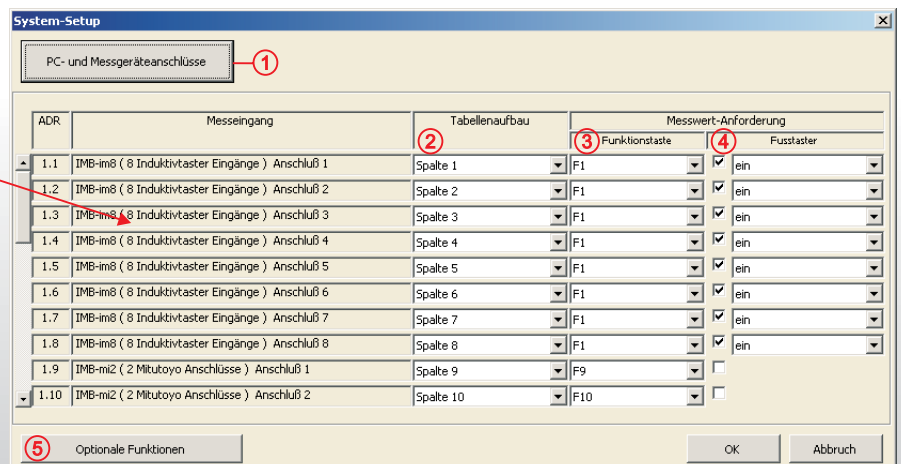 System-Setup
PC- und Messgeräteanschlüsse
1
ADR Messeingang Tabellenaufbau Messwert-Anforderung
2 3 Funktionstaste 4 Fusstaster
1.1 IMB-im8 ( 8 Induktivtaster Eingänge ) Anschluß 1 Spalte 1 F1 ein
1.2 IMB-im8 ( 8 Induktivtaster Eingänge ) Anschluß 2 Spalte 2 F1 ein
1.3 IMB-im8 ( 8 Induktivtaster Eingänge ) Anschluß 3 Spalte 3 F1 ein
1.4 IMB-im8 ( 8 Induktivtaster Eingänge ) Anschluß 4 Spalte 4 F1 ein
1.5 IMB-im8 ( 8 Induktivtaster Eingänge ) Anschluß 5 Spalte 5 F1 ein
1.6 IMB-im8 ( 8 Induktivtaster Eingänge ) Anschluß 6 Spalte 6 F1 ein
1.7 IMB-im8 ( 8 Induktivtaster Eingänge ) Anschluß 7 Spalte 7 F1 ein
1.8 IMB-im8 ( 8 Induktivtaster Eingänge ) Anschluß 8 Spalte 8 F1 ein
1.9 IMB-mi2 ( 2 Mitutoyo Anschlüsse ) Anschluß 1 Spalte 9 F9
1.10 IMB-mi2 ( 2 Mitutoyo Anschlüsse ) Anschluß 2 Spalte 10 F10
5 Optionale Funktionen OK Abbruch